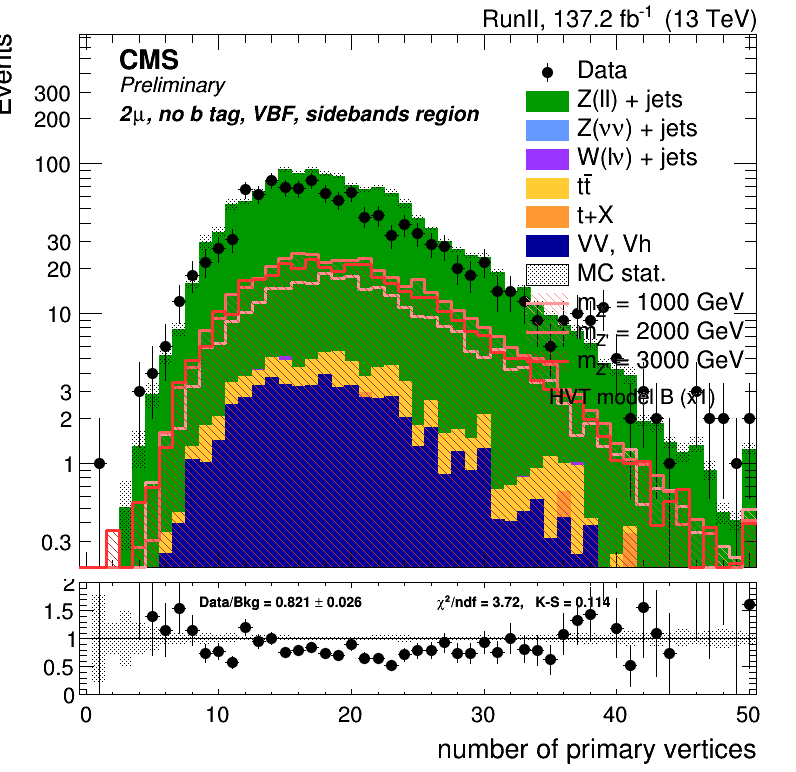 RunII, 137.2 fb-1 (13 TeV)
Events
CMS
Preliminary
2μ, no b tag, VBF, sidebands region
Data
Z(ll) + jets
Z(νν) + jets
W(lν) + jets
tt̄
t+X
VV, Vh
MC stat.
mZ' = 1000 GeV
mZ' = 2000 GeV
mZ' = 3000 GeV
HVT model B (x1)
300
200
100
30
20
10
3
2
1
0.3
Data/Bkg = 0.821 ± 0.026
χ²/ndf = 3.72, K-S = 0.114
2
1.5
1
0.5
0
0 10 20 30 40 50
number of primary vertices